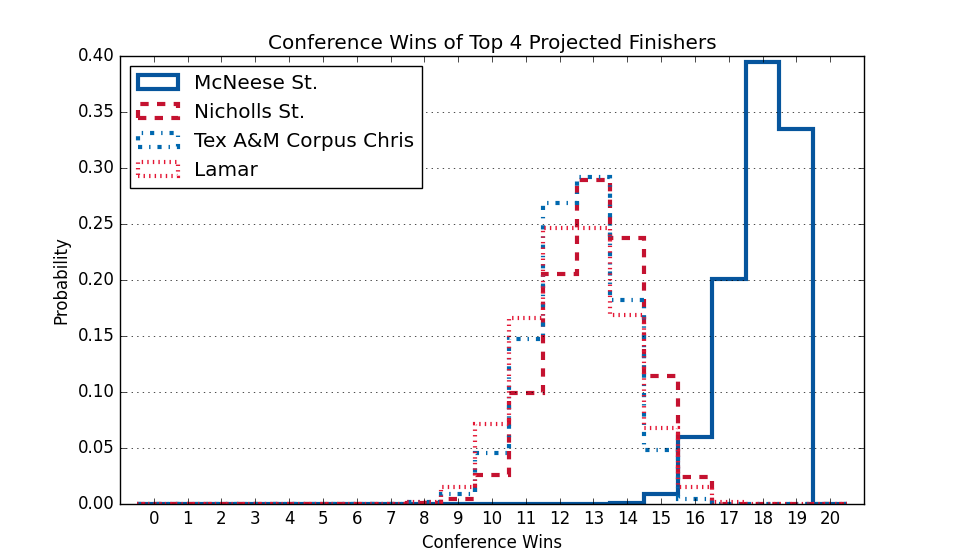 Conference Wins of Top 4 Projected Finishers
0.40
0.35
0.30
0.25
0.20
0.15
0.10
0.05
0.00
Probability
McNeese St.
Nicholls St.
Tex A&M Corpus Chris
Lamar
0 1 2 3 4 5 6 7 8 9 10 11 12 13 14 15 16 17 18 19 20
Conference Wins